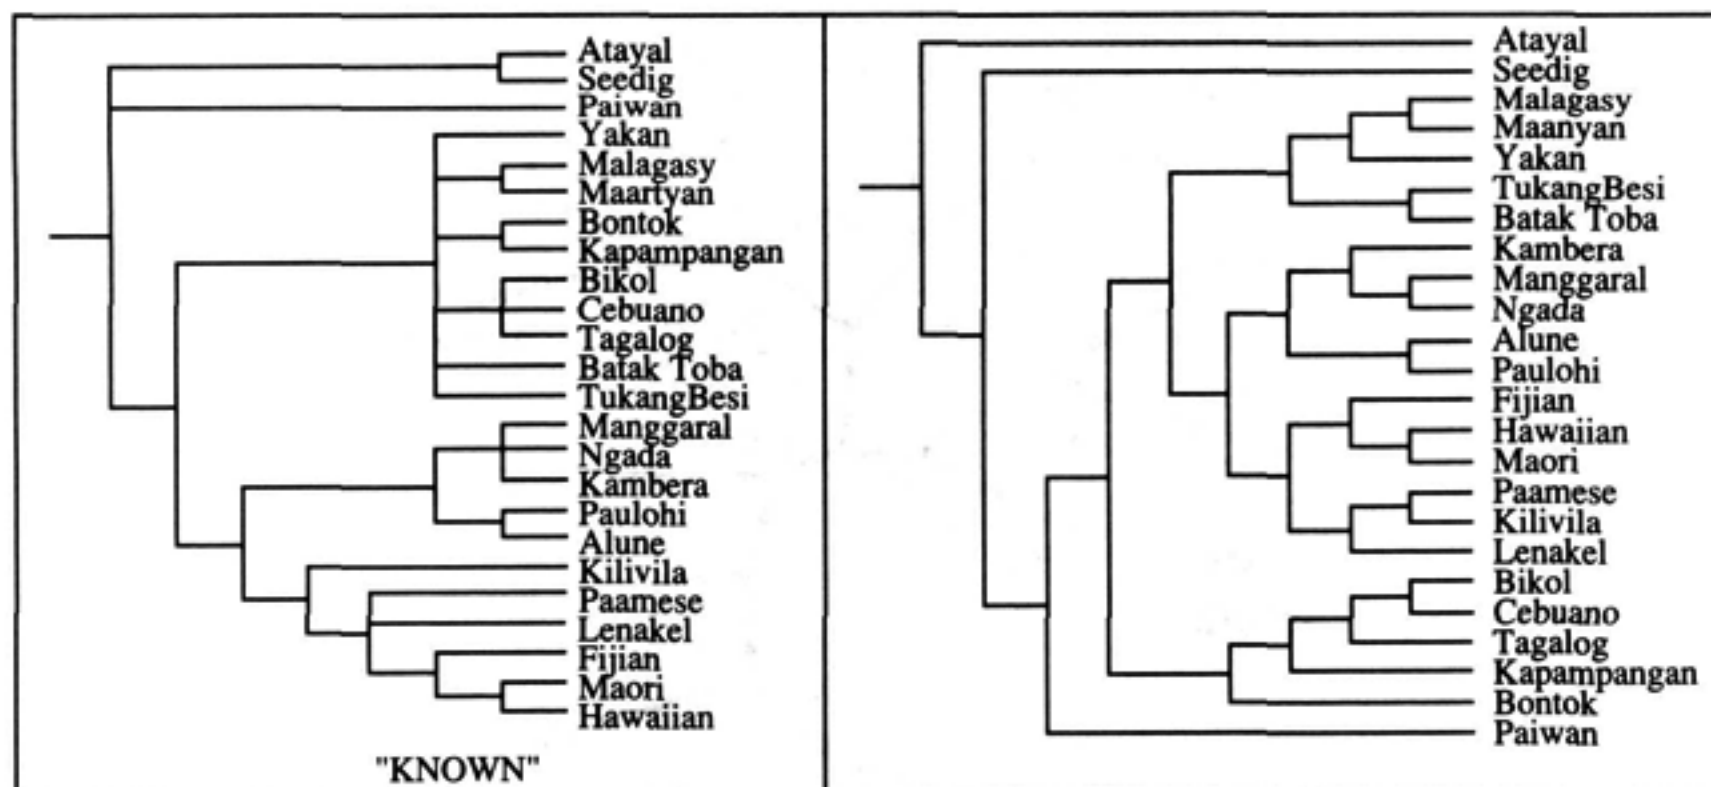 Atayal
Seedig
Paiwan
Yakan
Malagasy
Maartyan
Bontok
Kapampangan
Bikol
Cebuano
Tagalog
Batak Toba
TukangBesi
Manggaral
Ngada
Kambera
Paulohi
Alune
Kilivila
Paamese
Lenakel
Fijian
Maori
Hawaiian
"KNOWN"
Atayal
Seedig
Malagasy
Maanyan
Yakan
TukangBesi
Batak Toba
Kambera
Manggaral
Ngada
Alune
Paulohi
Fijian
Hawaiian
Maori
Paamese
Kilivila
Lenakel
Bikol
Cebuano
Tagalog
Kapampangan
Bontok
Paiwan